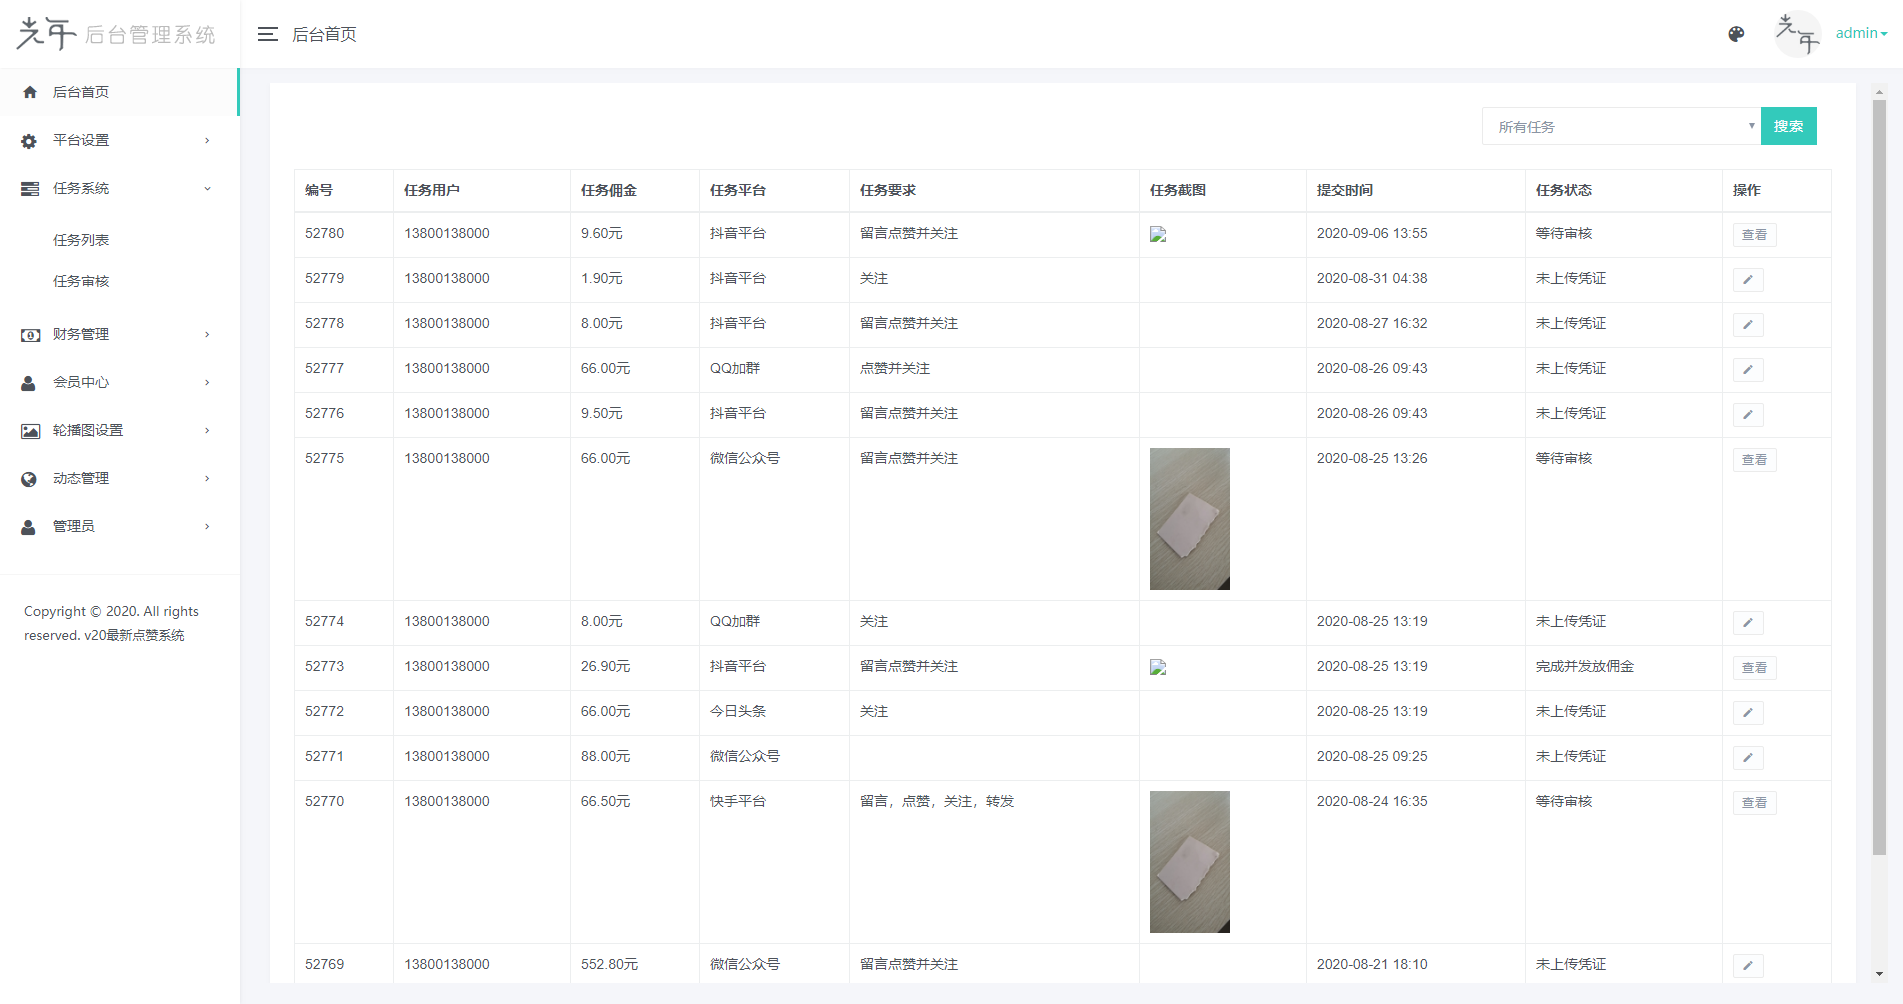 光年 后台管理系统
后台首页
光年
admin
后台首页
平台设置
任务系统
任务列表
任务审核
财务管理
会员中心
轮播图设置
动态管理
管理员
Copyright © 2020. All rights
reserved. v20最新点赞系统
所有任务 搜索
编号 任务用户 任务佣金 任务平台 任务要求 任务截图 提交时间 任务状态 操作
52780 13800138000 9.60元 抖音平台 留言点赞并关注 2020-09-06 13:55 等待审核 查看
52779 13800138000 1.90元 抖音平台 关注 2020-08-31 04:38 未上传凭证
52778 13800138000 8.00元 抖音平台 留言点赞并关注 2020-08-27 16:32 未上传凭证
52777 13800138000 66.00元 QQ加群 点赞并关注 2020-08-26 09:43 未上传凭证
52776 13800138000 9.50元 抖音平台 留言点赞并关注 2020-08-26 09:43 未上传凭证
52775 13800138000 66.00元 微信公众号 留言点赞并关注 2020-08-25 13:26 等待审核 查看
52774 13800138000 8.00元 QQ加群 关注 2020-08-25 13:19 未上传凭证
52773 13800138000 26.90元 抖音平台 留言点赞并关注 2020-08-25 13:19 完成并发放佣金 查看
52772 13800138000 66.00元 今日头条 关注 2020-08-25 13:19 未上传凭证
52771 13800138000 88.00元 微信公众号 2020-08-25 09:25 未上传凭证
52770 13800138000 66.50元 快手平台 留言，点赞，关注，转发 2020-08-24 16:35 等待审核 查看
52769 13800138000 552.80元 微信公众号 留言点赞并关注 2020-08-21 18:10 未上传凭证